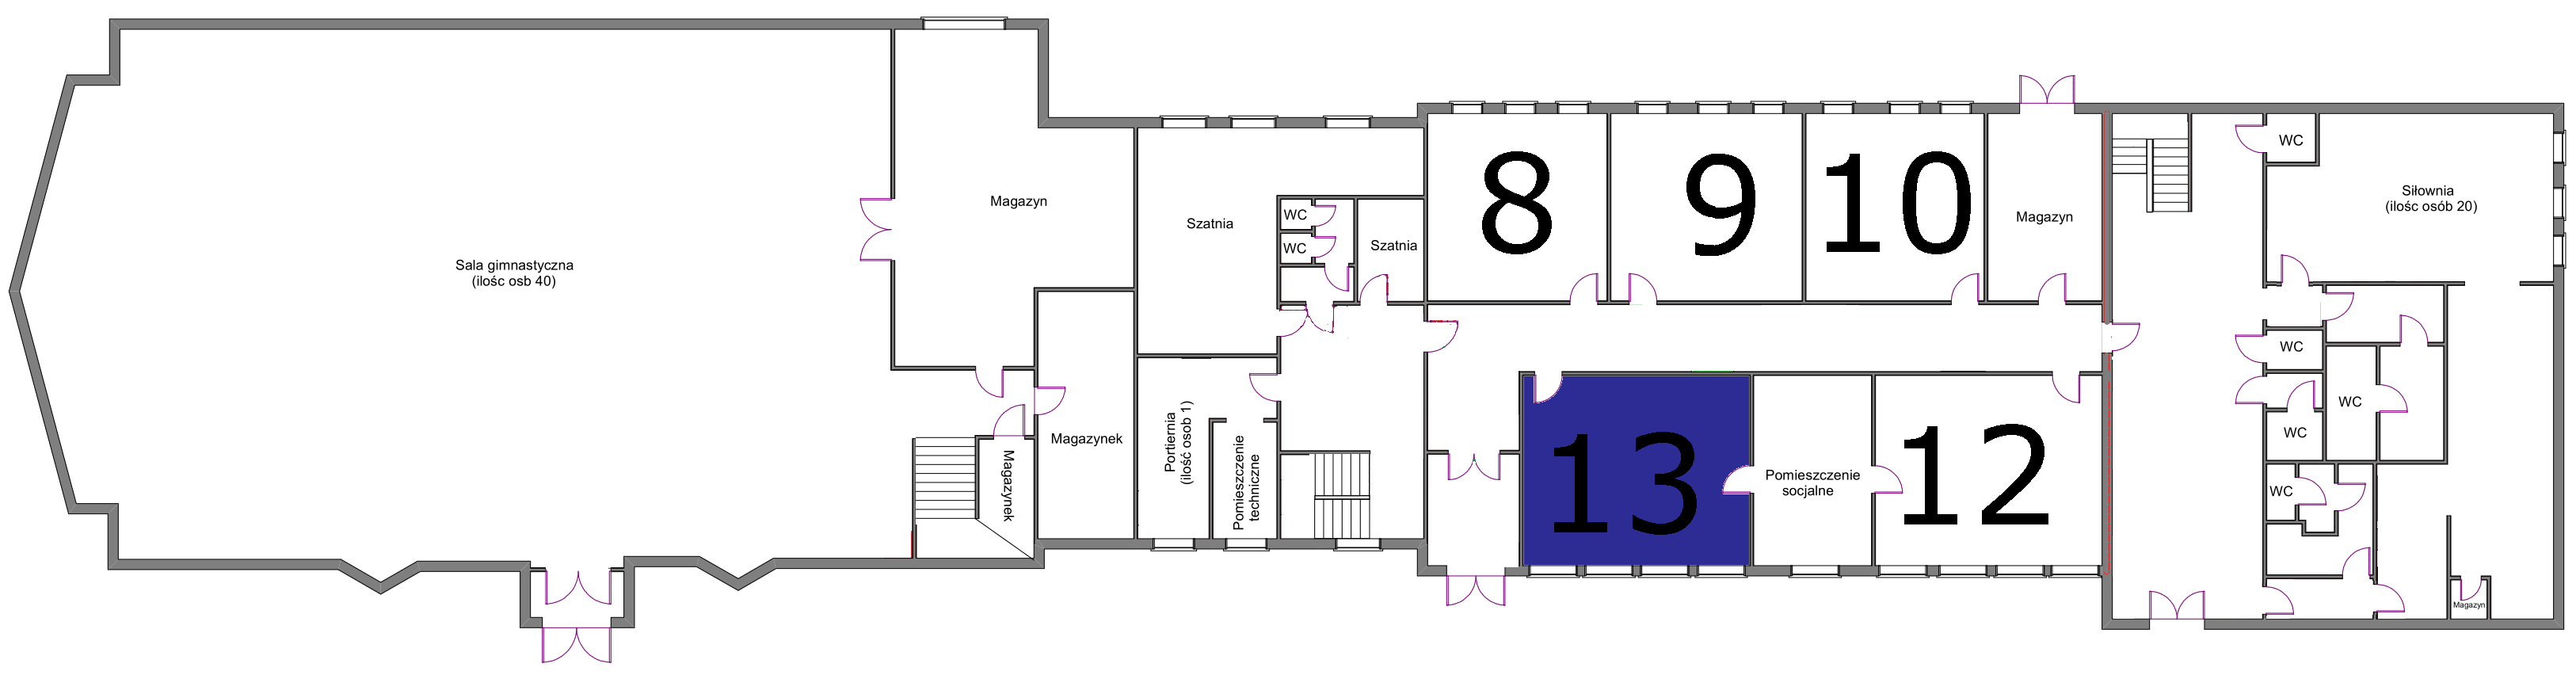 Sala gimnastyczna
(ilośc osb 40)
Magazyn
Magazynek
Magazynek
Szatnia
WC
WC
Szatnia
Portiernia
(ilość osob 1)
Pomieszczenie
techniczne
8
9
10
Magazyn
13
Pomieszczenie
socjalne
12
WC
Siłownia
(ilośc osób 20)
WC
WC
WC
WC
Magazyn